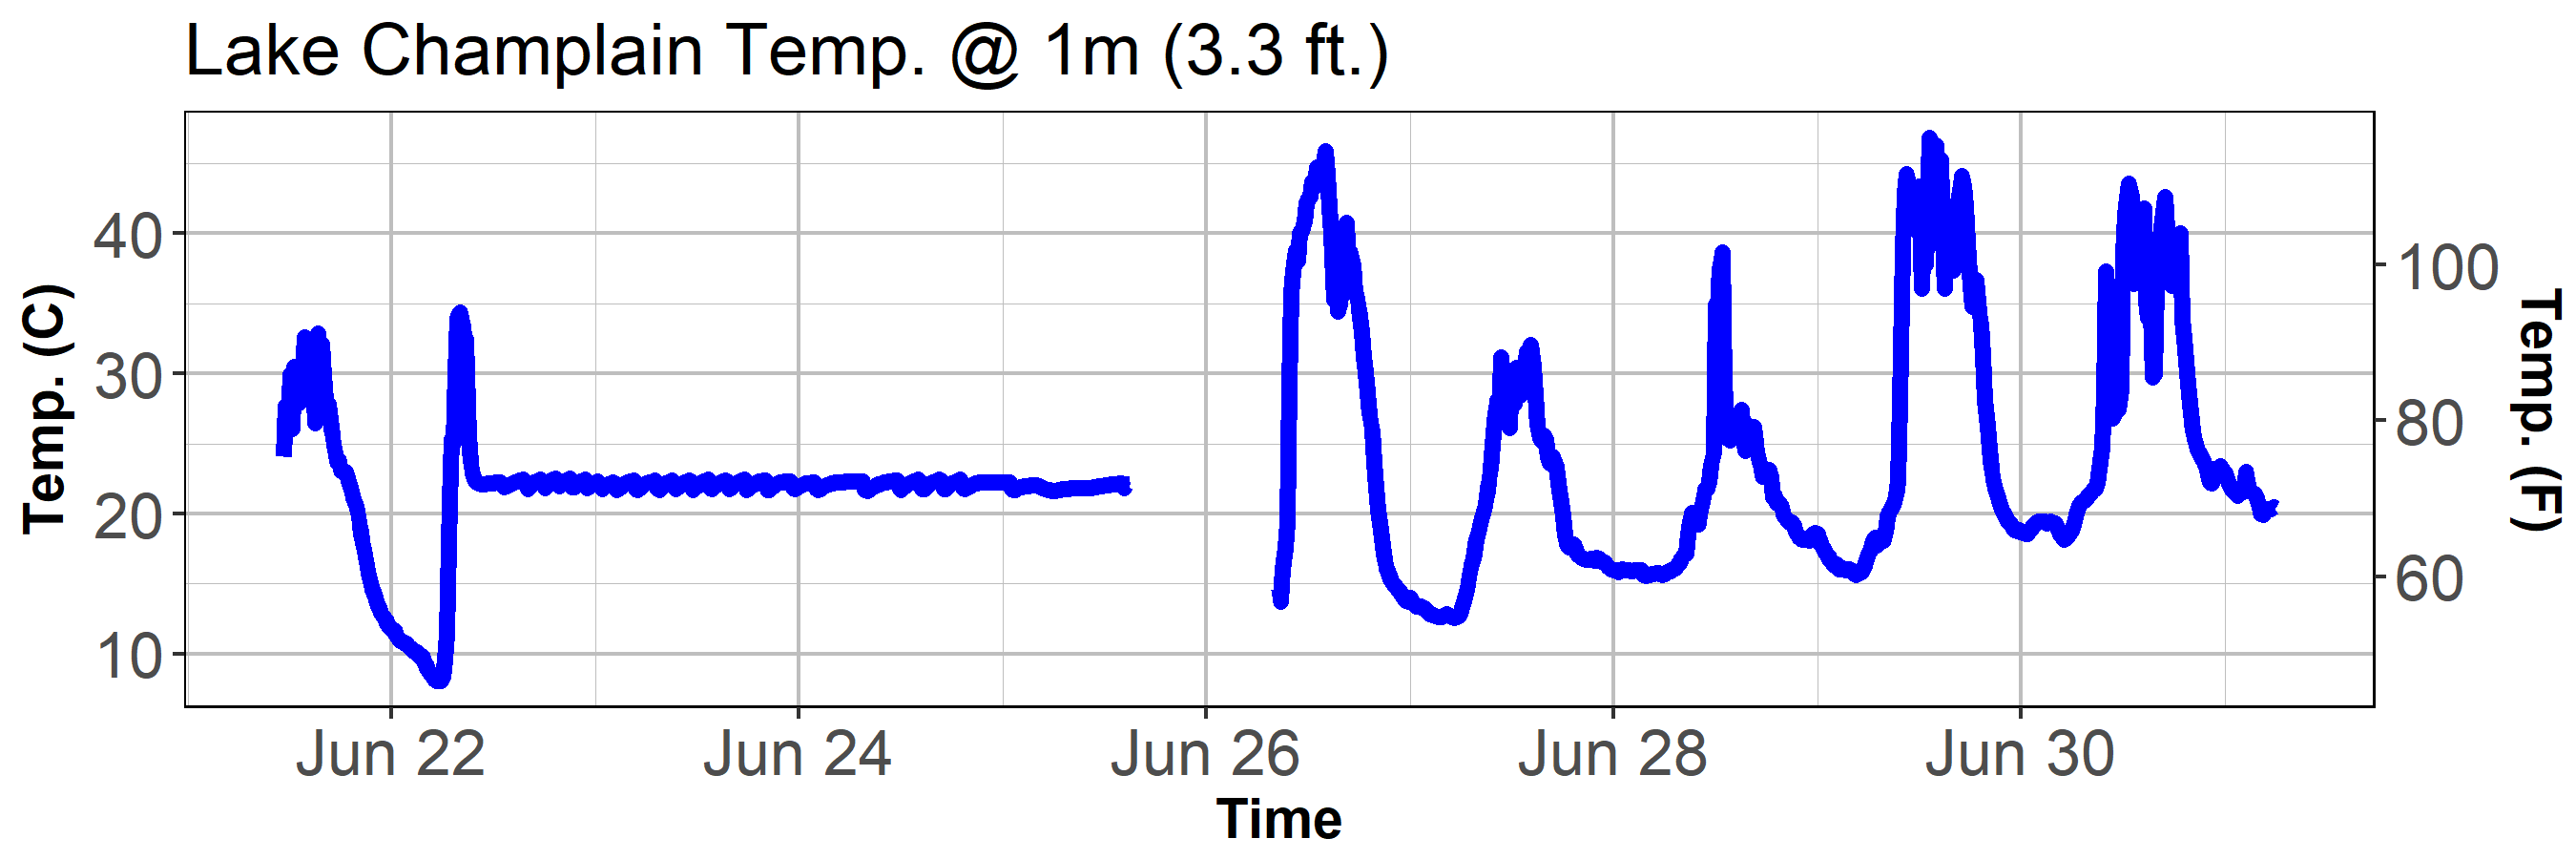 Lake Champlain Temp. @ 1m (3.3 ft.)
Temp. (C)
40
30
20
10
100
80
60
Temp. (F)
Jun 22 Jun 24 Jun 26 Jun 28 Jun 30
Time